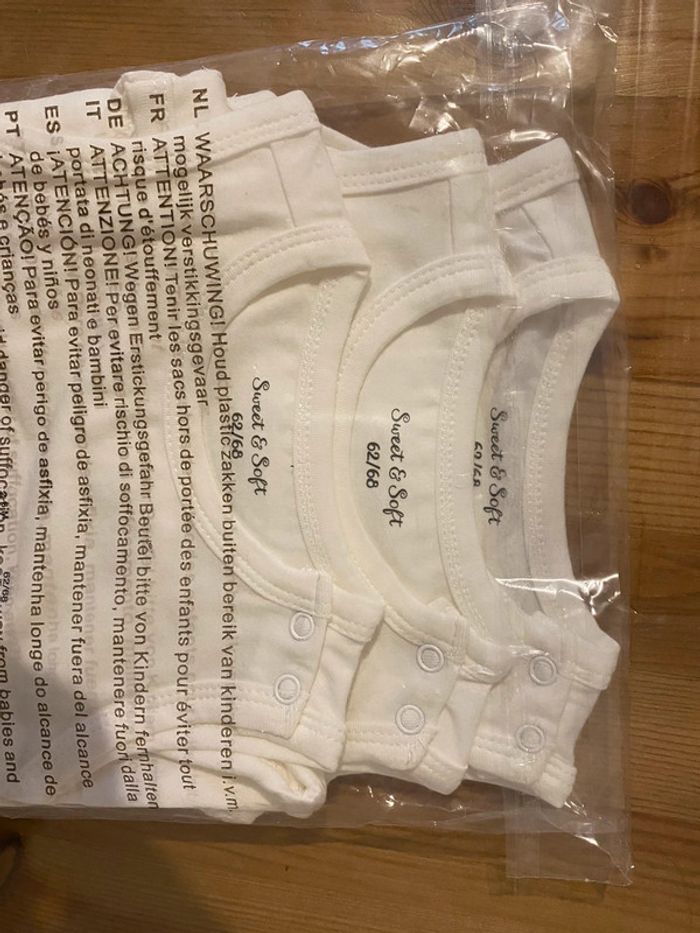 NL WAARSCHUWING! Houd plastic zakken buiten bereik van kinderen i.v.m.
mogelijk verstikkingsgevaar
FR ATTENTION! Tenir les sacs hors de portée des enfants pour éviter tout
risque d'étouffement
DE ACHTUNG! Wegen Erstickungsgefahr Beutel bitte von Kindern fernhalten
IT ATTENZIONE! Per evitare rischio di soffocamento, mantenere fuori dalla
portata di neonati e bambini
ES ¡ATENCIÓN! Para evitar peligro de asfixia, mantener fuera del alcance
de bebés y niños
PT ATENÇÃO! Para evitar perigo de asfixia, mantenha longe do alcance de
e crianças
danger of suffocation, from babies and
Sweet & Soft
62/68
Sweet & Soft
62/68
Sweet & Soft
62/68
62/68